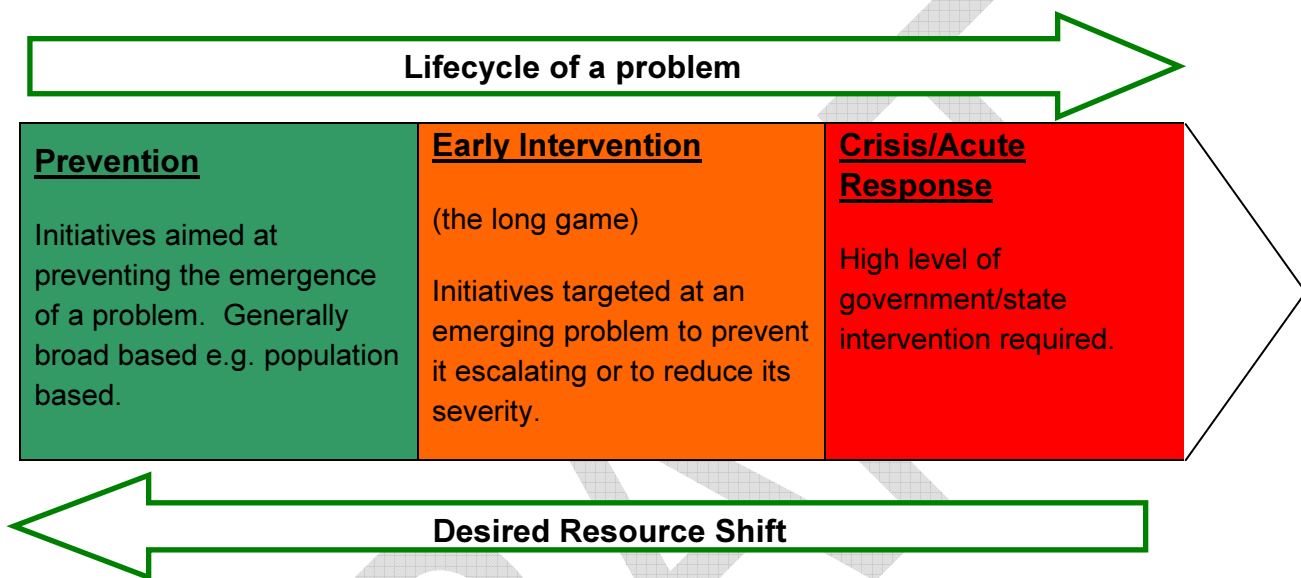 Lifecycle of a problem
Prevention
Initiatives aimed at
preventing the emergence
of a problem.  Generally
broad based e.g. population
based.
Early Intervention
(the long game)
Initiatives targeted at an
emerging problem to prevent
it escalating or to reduce its
severity.
Crisis/Acute
Response
High level of
government/state
intervention required.
Desired Resource Shift